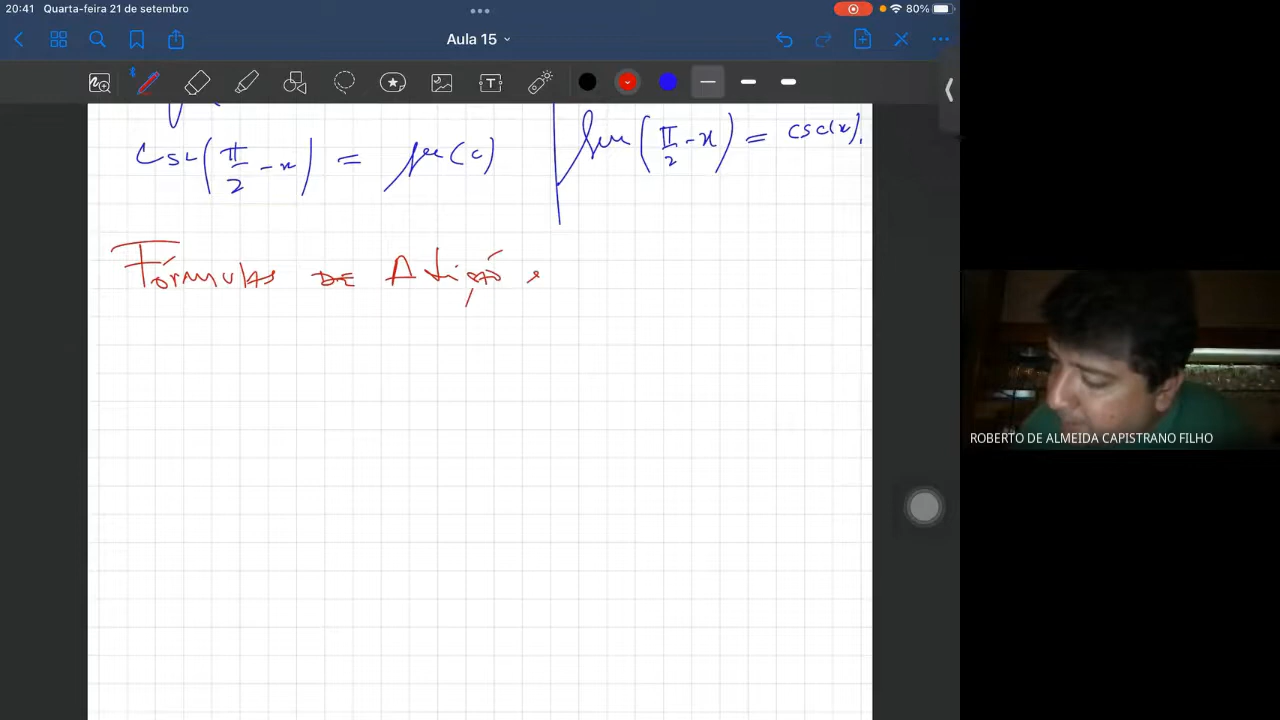 20:41 Quarta-feira 21 de setembro 80%
Aula 15
csc(π/2 - x) = sec(c)
sec(π/2 - x) = csc(x).
Fórmulas DE Adição
ROBERTO DE ALMEIDA CAPISTRANO FILHO